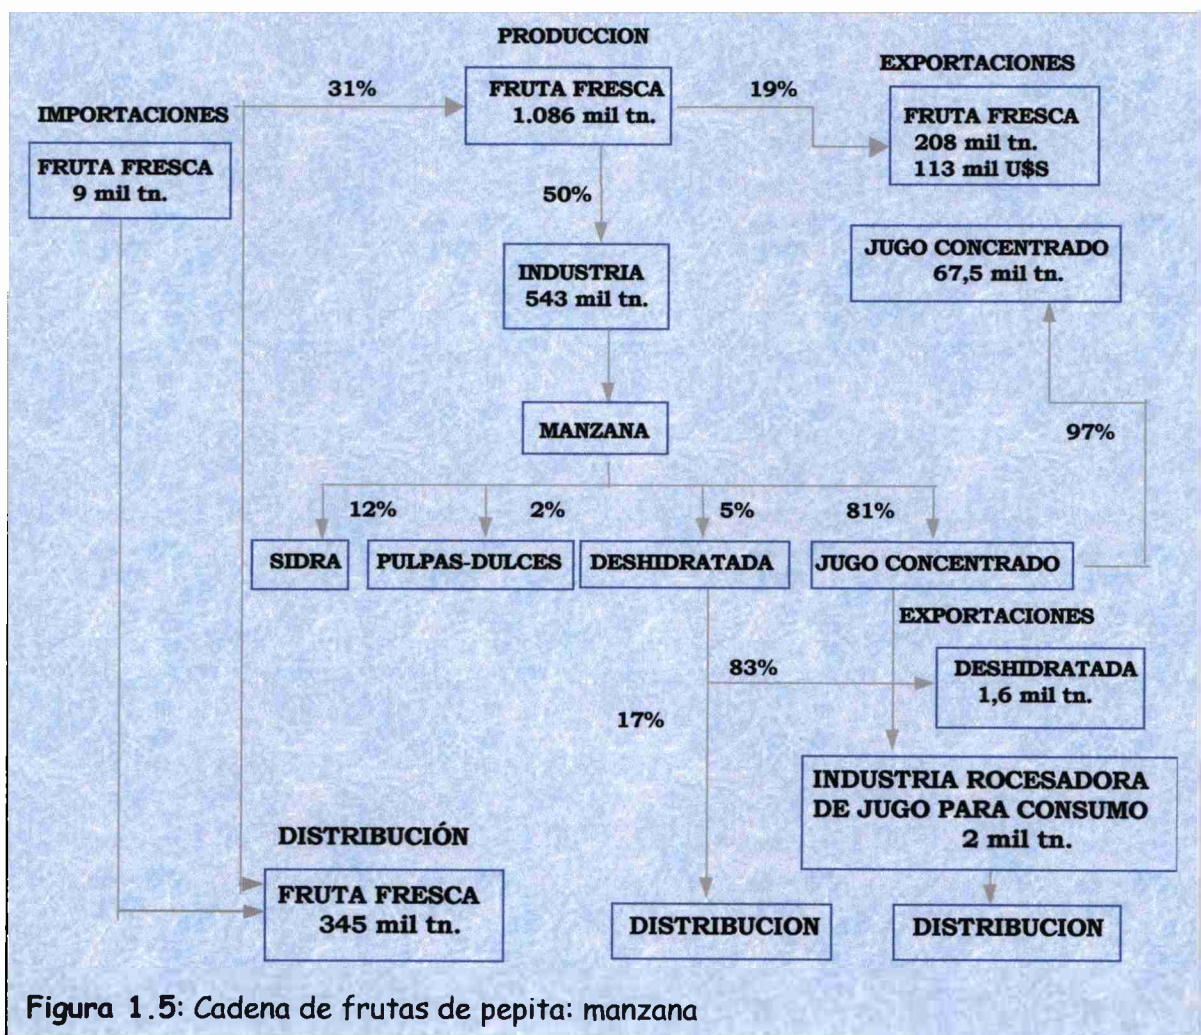 PRODUCCION
EXPORTACIONES
31%
FRUTA FRESCA
1.086 mil tn.
19%
IMPORTACIONES
FRUTA FRESCA
208 mil tn.
113 mil U$S
FRUTA FRESCA
9 mil tn.
50%
JUGO CONCENTRADO
67,5 mil tn.
INDUSTRIA
543 mil tn.
MANZANA
97%
12%
2%
5%
81%
SIDRA
PULPAS-DULCES
DESHIDRATADA
JUGO CONCENTRADO
EXPORTACIONES
83%
DESHIDRATADA
1,6 mil tn.
17%
INDUSTRIA ROCESADORA
DE JUGO PARA CONSUMO
2 mil tn.
DISTRIBUCIÓN
FRUTA FRESCA
345 mil tn.
DISTRIBUCION
DISTRIBUCION
Figura 1.5: Cadena de frutas de pepita: manzana